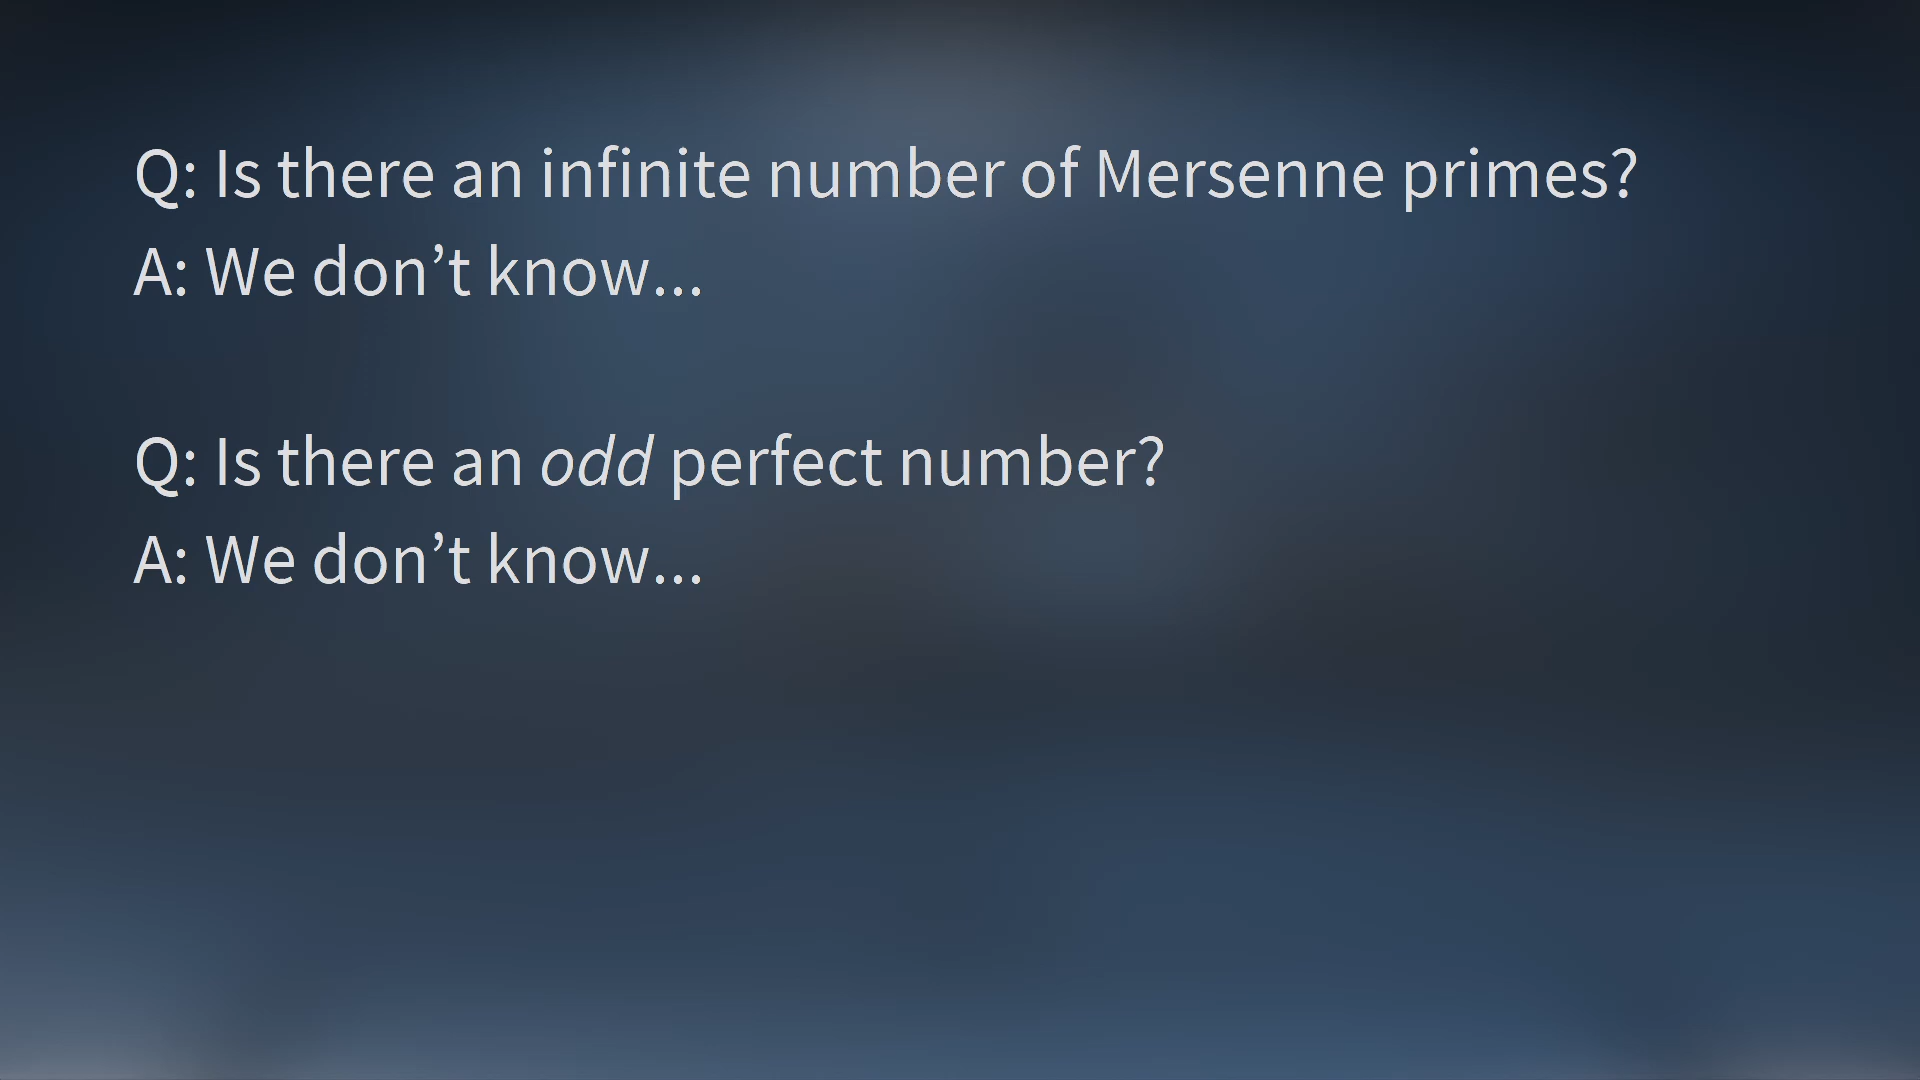 Q: Is there an infinite number of Mersenne primes?
A: We don’t know...
Q: Is there an odd perfect number?
A: We don’t know...